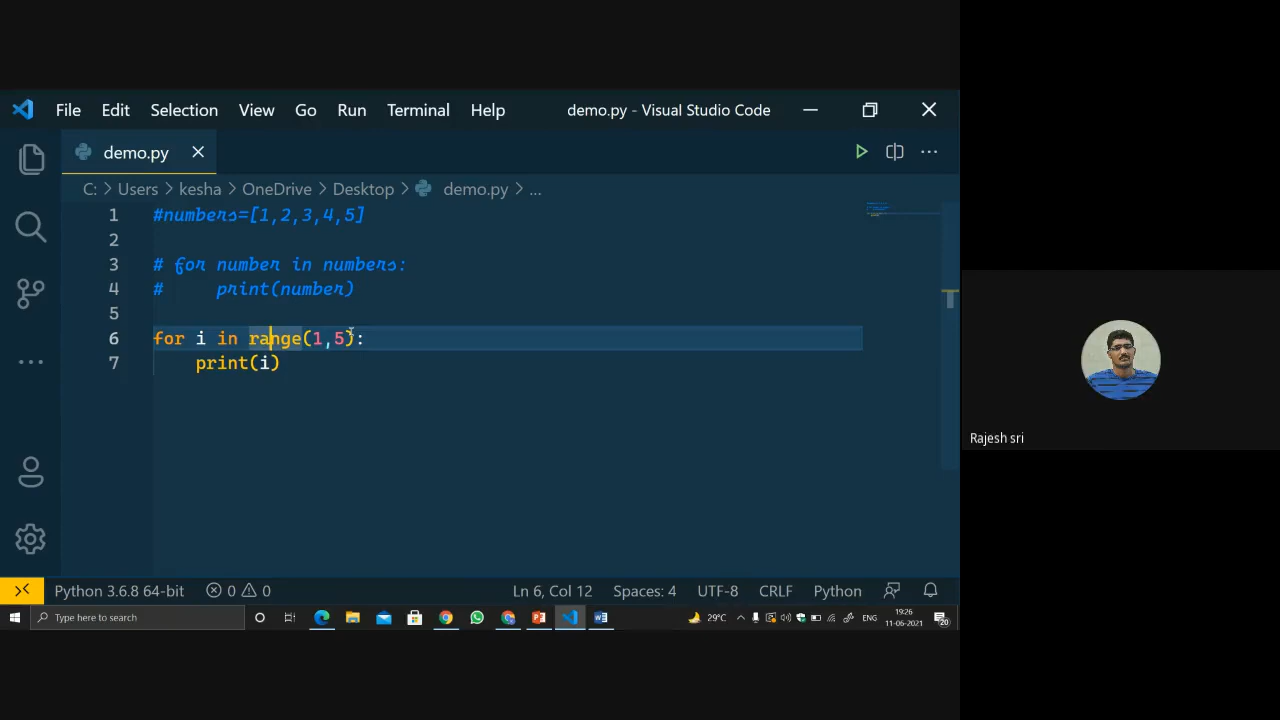 File Edit Selection View Go Run Terminal Help demo.py - Visual Studio Code
demo.py
C: > Users > kesha > OneDrive > Desktop > demo.py > ...
1 #numbers=[1,2,3,4,5]
2
3 # for number in numbers:
4 #     print(number)
5
6 for i in range(1,5):
7     print(i)
Rajesh sri
Python 3.6.8 64-bit 0 0 Ln 6, Col 12 Spaces: 4 UTF-8 CRLF Python
Type here to search 29°C ENG 19:26
11-06-2021 20